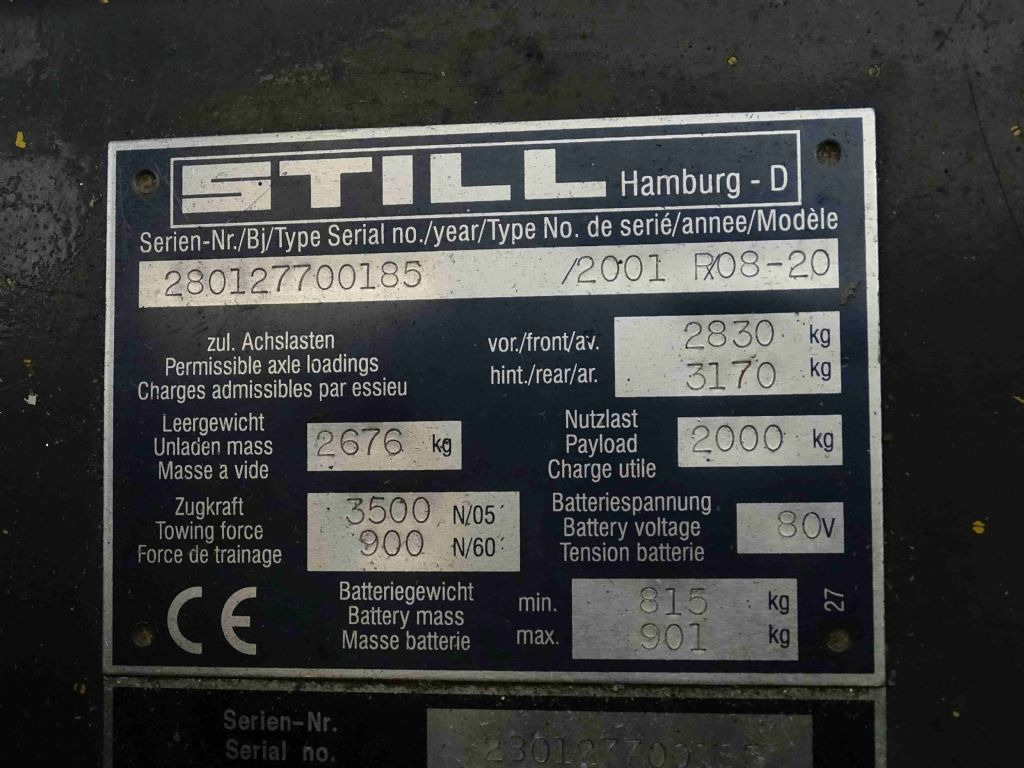 STILL Hamburg - D
Serien-Nr./Bj/Type Serial no./year/Type No. de serié/annee/Modèle
280127700185 /2001 RX08-20
zul. Achslasten
Permissible axle loadings
Charges admissibles par essieu
vor./front/av. 2830 kg
hint./rear/ar. 3170 kg
Leergewicht
Unladen mass
Masse a vide
2676 kg
Nutzlast
Payload
Charge utile
2000 kg
Zugkraft
Towing force
Force de trainage
3500 N/05′
900 N/60′
Batteriespannung
Battery voltage
Tension batterie
80V
Batteriegewicht
Battery mass
Masse batterie
min. 815 kg
max. 901 kg
27
CE
Serien-Nr.
Serial no.